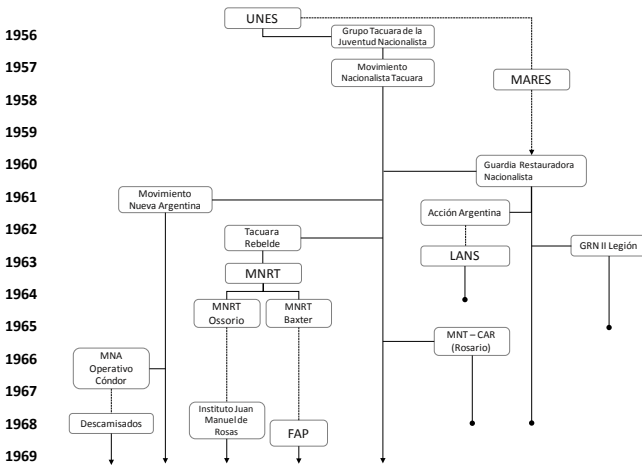 UNES
1956
Grupo Tacuara de la
Juventud Nacionalista
1957
Movimiento
Nacionalista Tacuara
MARES
1958
1959
1960
Guardia Restauradora
Nacionalista
1961
Movimiento
Nueva Argentina
Acción Argentina
1962
Tacuara
Rebelde
GRN II Legión
1963
MNRT
LANS
1964
MNRT
Ossorio
MNRT
Baxter
1965
MNT – CAR
(Rosario)
1966
MNA
Operativo
Cóndor
1967
Instituto Juan
Manuel de
Rosas
1968
Descamisados
FAP
1969